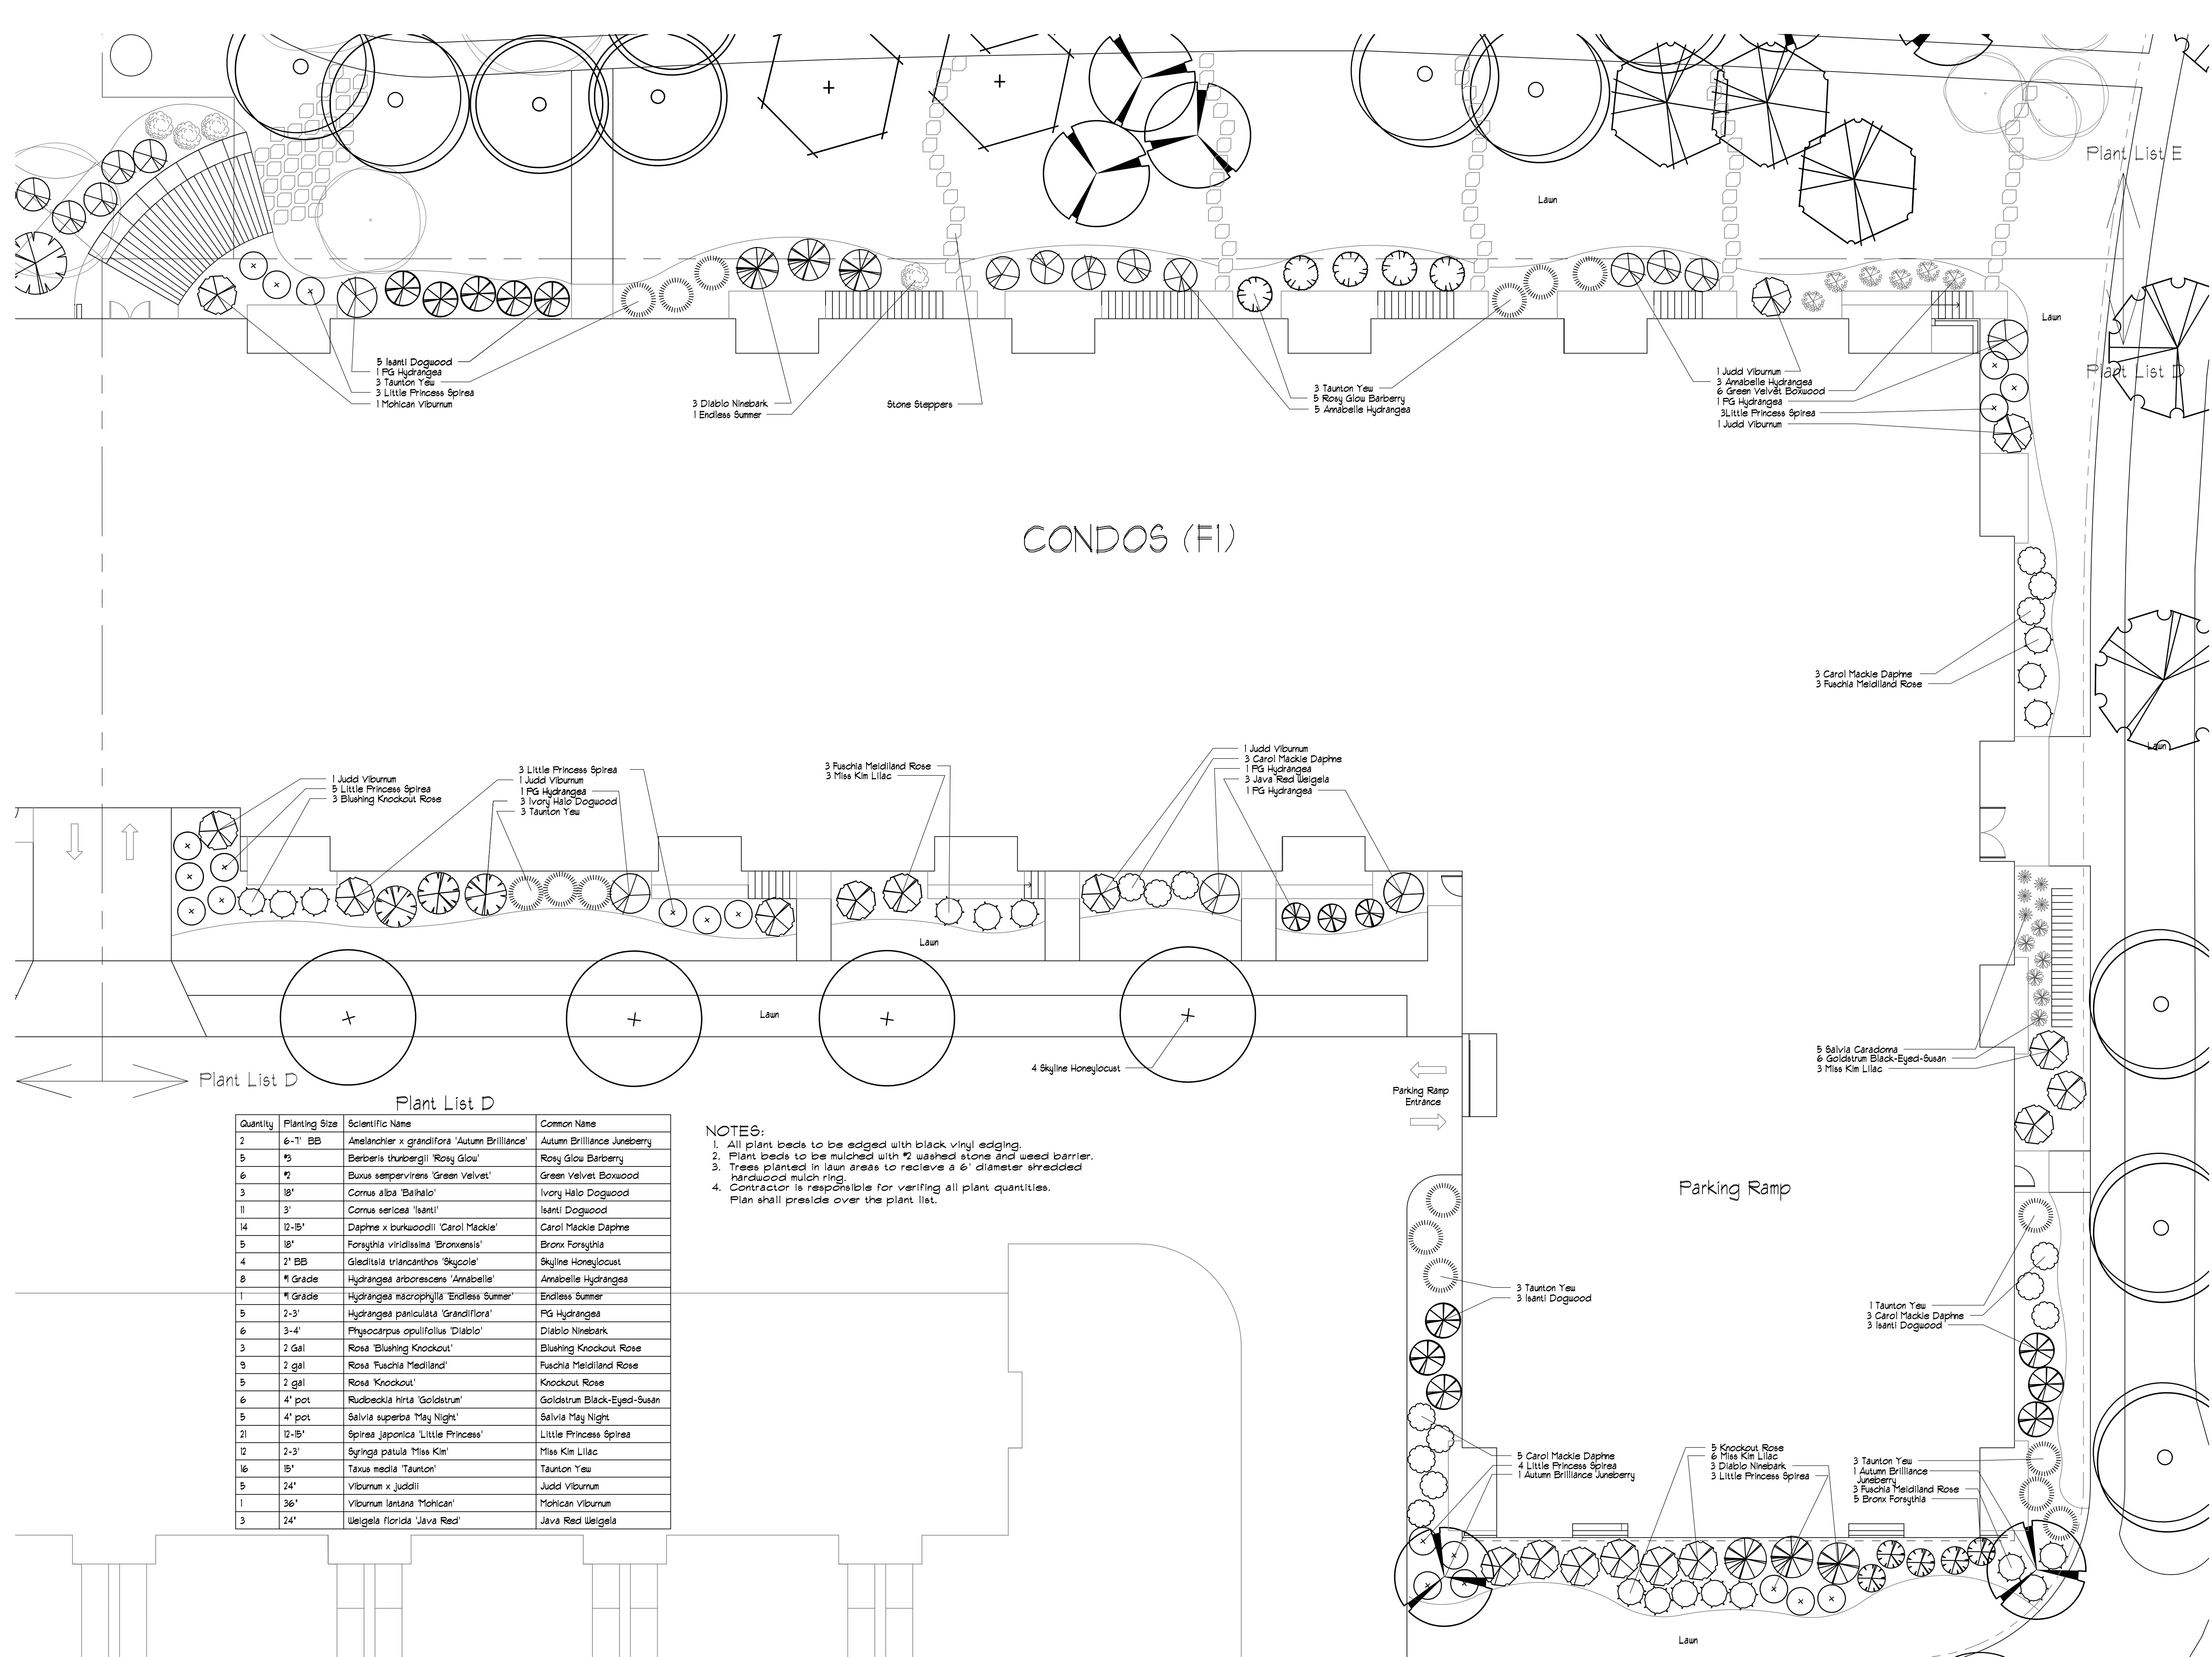 Plant List E
Lawn
Lawn
Plant List D
5 Isanti Dogwood
1 PG Hydrangea
3 Taunton Yew
3 Little Princess Spirea
1 Mohican Viburnum
3 Diablo Ninebark
1 Endless Summer
Stone Steppers
3 Taunton Yew
5 Rosy Glow Barberry
5 Annabelle Hydrangea
1 Judd Viburnum
3 Annabelle Hydrangea
6 Green Velvet Boxwood
1 PG Hydrangea
3Little Princess Spirea
1 Judd Viburnum
CONDOS (F1)
3 Carol Mackie Daphne
3 Fuschia Meidiland Rose
Lawn
1 Judd Viburnum
5 Little Princess Spirea
3 Blushing Knockout Rose
3 Little Princess Spirea
1 Judd Viburnum
1 PG Hydrangea
3 Ivory Halo Dogwood
3 Taunton Yew
3 Fuschia Meidiland Rose
3 Miss Kim Lilac
1 Judd Viburnum
3 Carol Mackie Daphne
1 PG Hydrangea
3 Java Red Weigela
1 PG Hydrangea
Lawn
Lawn
4 Skyline Honeylocust
5 Salvia Caradonna
6 Goldstrum Black-Eyed-Susan
3 Miss Kim Lilac
Parking Ramp
Entrance
Plant List D
Plant List D
Quantity Planting Size Scientific Name Common Name
2 6-7' BB Amelanchier x grandifora 'Autumn Brilliance' Autumn Brilliance Juneberry
5 #3 Berberis thunbergii 'Rosy Glow' Rosy Glow Barberry
6 #2 Buxus sempervirens 'Green Velvet' Green Velvet Boxwood
3 18" Cornus alba 'Baihalo' Ivory Halo Dogwood
11 3' Cornus sericea 'Isanti' Isanti Dogwood
14 12-15" Daphne x burkwoodii 'Carol Mackie' Carol Mackie Daphne
5 18" Forsythia viridissima 'Bronxensis' Bronx Forsythia
4 2" BB Gleditsia triancanthos 'Skycole' Skyline Honeylocust
8 #1 Grade Hydrangea arborescens 'Annabelle' Annabelle Hydrangea
1 #1 Grade Hydrangea macrophylla 'Endless Summer' Endless Summer
5 2-3' Hydrangea paniculata 'Grandiflora' PG Hydrangea
6 3-4' Physocarpus opulifolius 'Diablo' Diablo Ninebark
3 2 Gal Rosa 'Blushing Knockout' Blushing Knockout Rose
9 2 gal Rosa 'Fuschia Mediland' Fuschia Meidiland Rose
5 2 gal Rosa 'Knockout' Knockout Rose
6 4" pot Rudbeckia hirta 'Goldstrum' Goldstrum Black-Eyed-Susan
5 4" pot Salvia superba 'May Night' Salvia May Night
21 12-15" Spirea japonica 'Little Princess' Little Princess Spirea
12 2-3' Syringa patula 'Miss Kim' Miss Kim Lilac
16 15" Taxus media 'Taunton' Taunton Yew
5 24" Viburnum x juddii Judd Viburnum
1 36" Viburnum lantana 'Mohican' Mohican Viburnum
3 24" Weigela florida 'Java Red' Java Red Weigela
NOTES:
1. All plant beds to be edged with black vinyl edging.
2. Plant beds to be mulched with #2 washed stone and weed barrier.
3. Trees planted in lawn areas to recieve a 6' diameter shredded
hardwood mulch ring.
4. Contractor is responsible for verifing all plant quantities.
Plan shall preside over the plant list.
Parking Ramp
3 Taunton Yew
3 Isanti Dogwood
1 Taunton Yew
3 Carol Mackie Daphne
3 Isanti Dogwood
5 Carol Mackie Daphne
4 Little Princess Spirea
1 Autumn Brilliance Juneberry
5 Knockout Rose
6 Miss Kim Lilac
3 Diablo Ninebark
3 Little Princess Spirea
3 Taunton Yew
1 Autumn Brilliance
Juneberry
3 Fuschia Meidiland Rose
5 Bronx Forsythia
Lawn